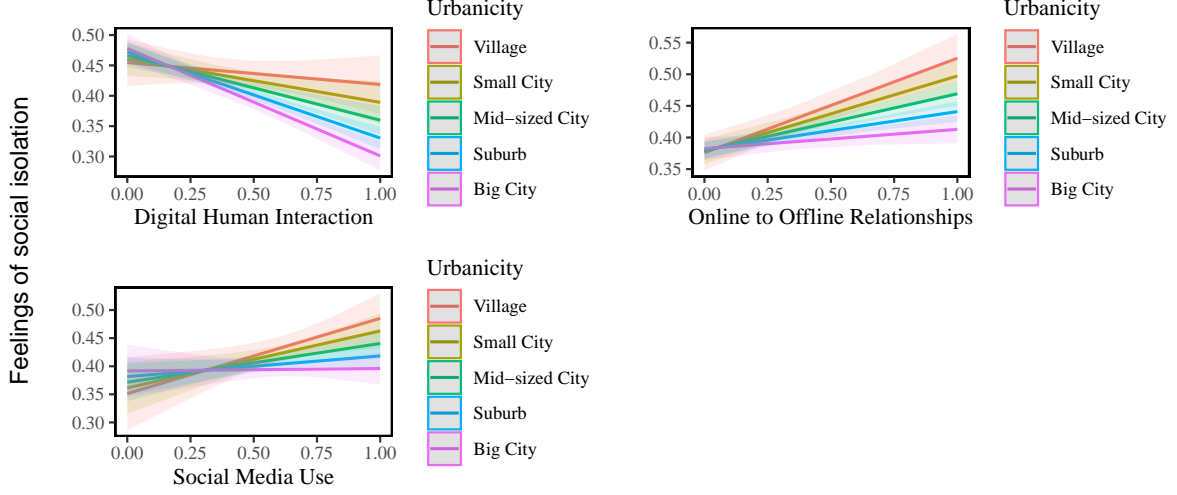 Feelings of social isolation
0.50
0.45
0.40
0.35
0.30
0.00 0.25 0.50 0.75 1.00
Digital Human Interaction
Urbanicity
Village
Small City
Mid−sized City
Suburb
Big City
0.55
0.50
0.45
0.40
0.35
0.00 0.25 0.50 0.75 1.00
Online to Offline Relationships
Urbanicity
Village
Small City
Mid−sized City
Suburb
Big City
0.50
0.45
0.40
0.35
0.30
0.00 0.25 0.50 0.75 1.00
Social Media Use
Urbanicity
Village
Small City
Mid−sized City
Suburb
Big City